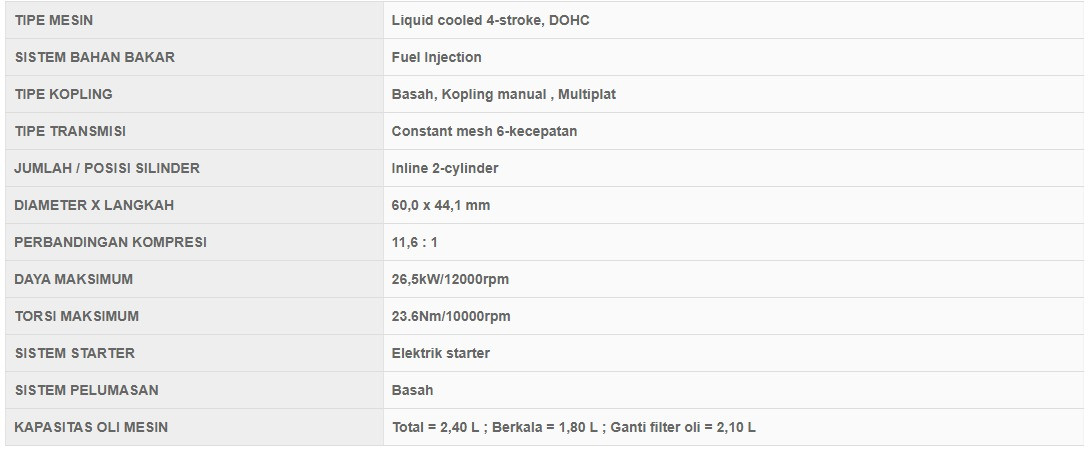 TIPE MESIN Liquid cooled 4-stroke, DOHC
SISTEM BAHAN BAKAR Fuel Injection
TIPE KOPLING Basah, Kopling manual , Multiplat
TIPE TRANSMISI Constant mesh 6-kecepatan
JUMLAH / POSISI SILINDER Inline 2-cylinder
DIAMETER X LANGKAH 60,0 x 44,1 mm
PERBANDINGAN KOMPRESI 11,6 : 1
DAYA MAKSIMUM 26,5kW/12000rpm
TORSI MAKSIMUM 23.6Nm/10000rpm
SISTEM STARTER Elektrik starter
SISTEM PELUMASAN Basah
KAPASITAS OLI MESIN Total = 2,40 L ; Berkala = 1,80 L ; Ganti filter oli = 2,10 L